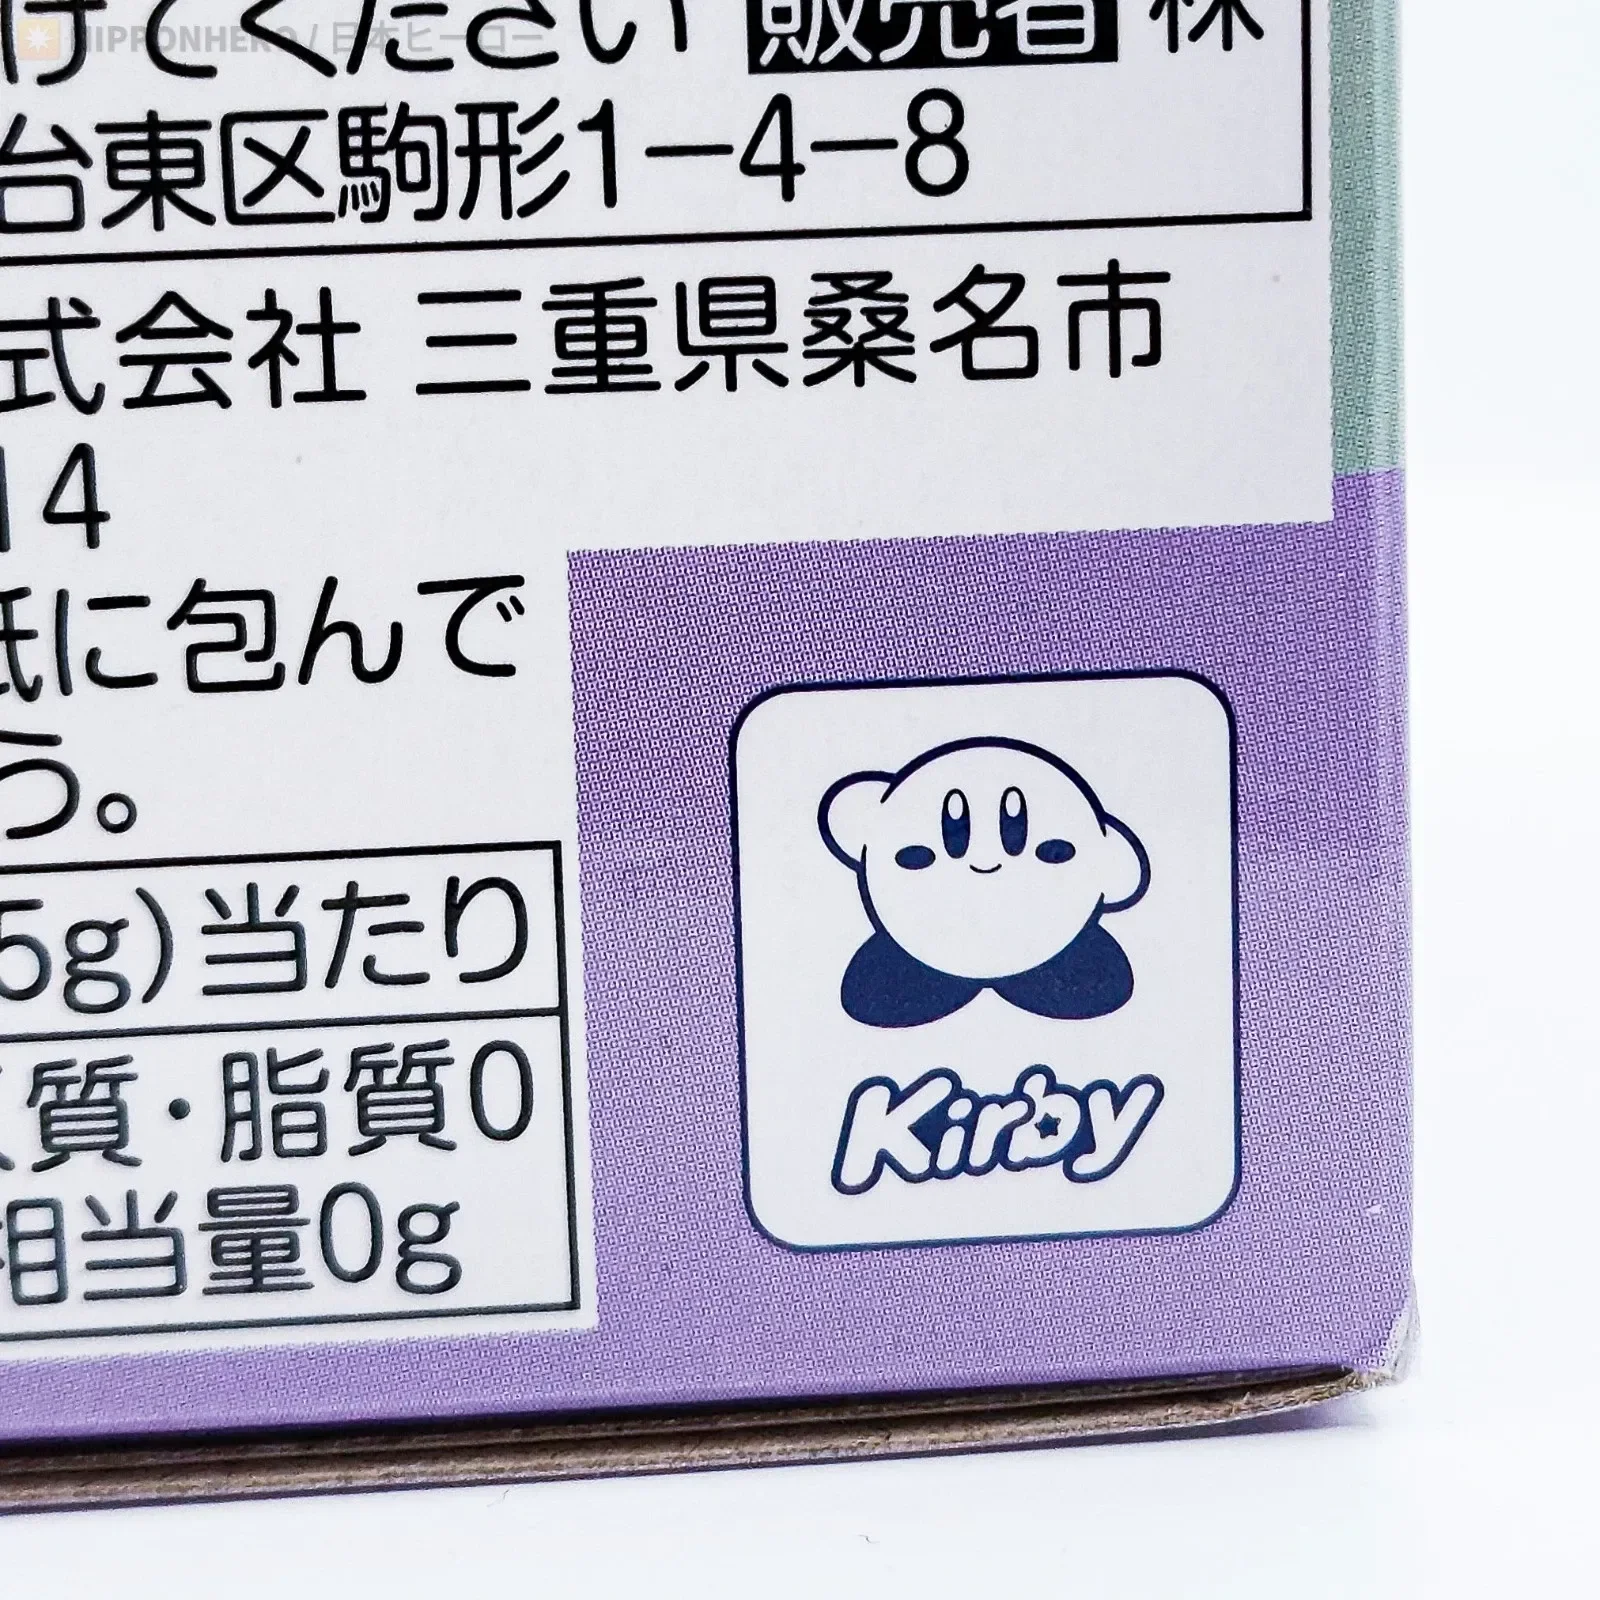 NIPPONHERO / 日本ヒーロー
けてください 販売者 株
台東区駒形1-4-8
式会社 三重県桑名市
14
紙に包んで
う。
5g)当たり
質・脂質0
相当量0g
Kirby